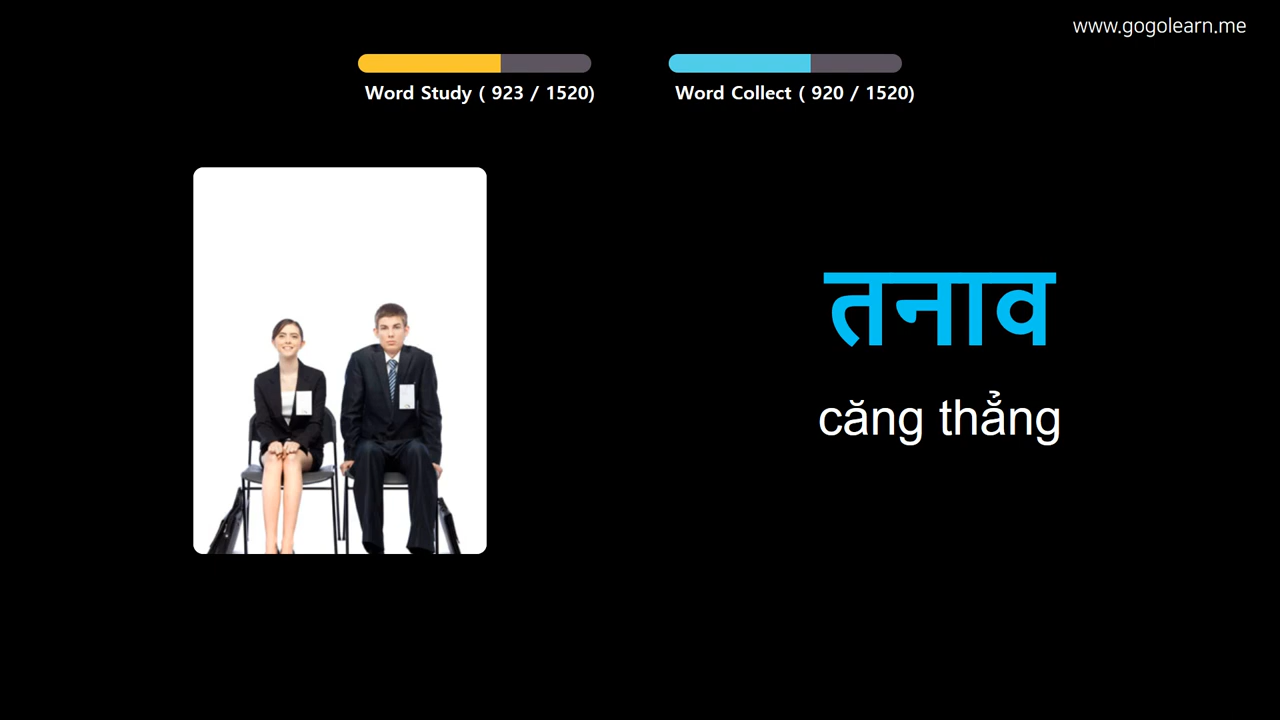 www.gogolearn.me
Word Study ( 923 / 1520)
Word Collect ( 920 / 1520)
तनाव
căng thẳng